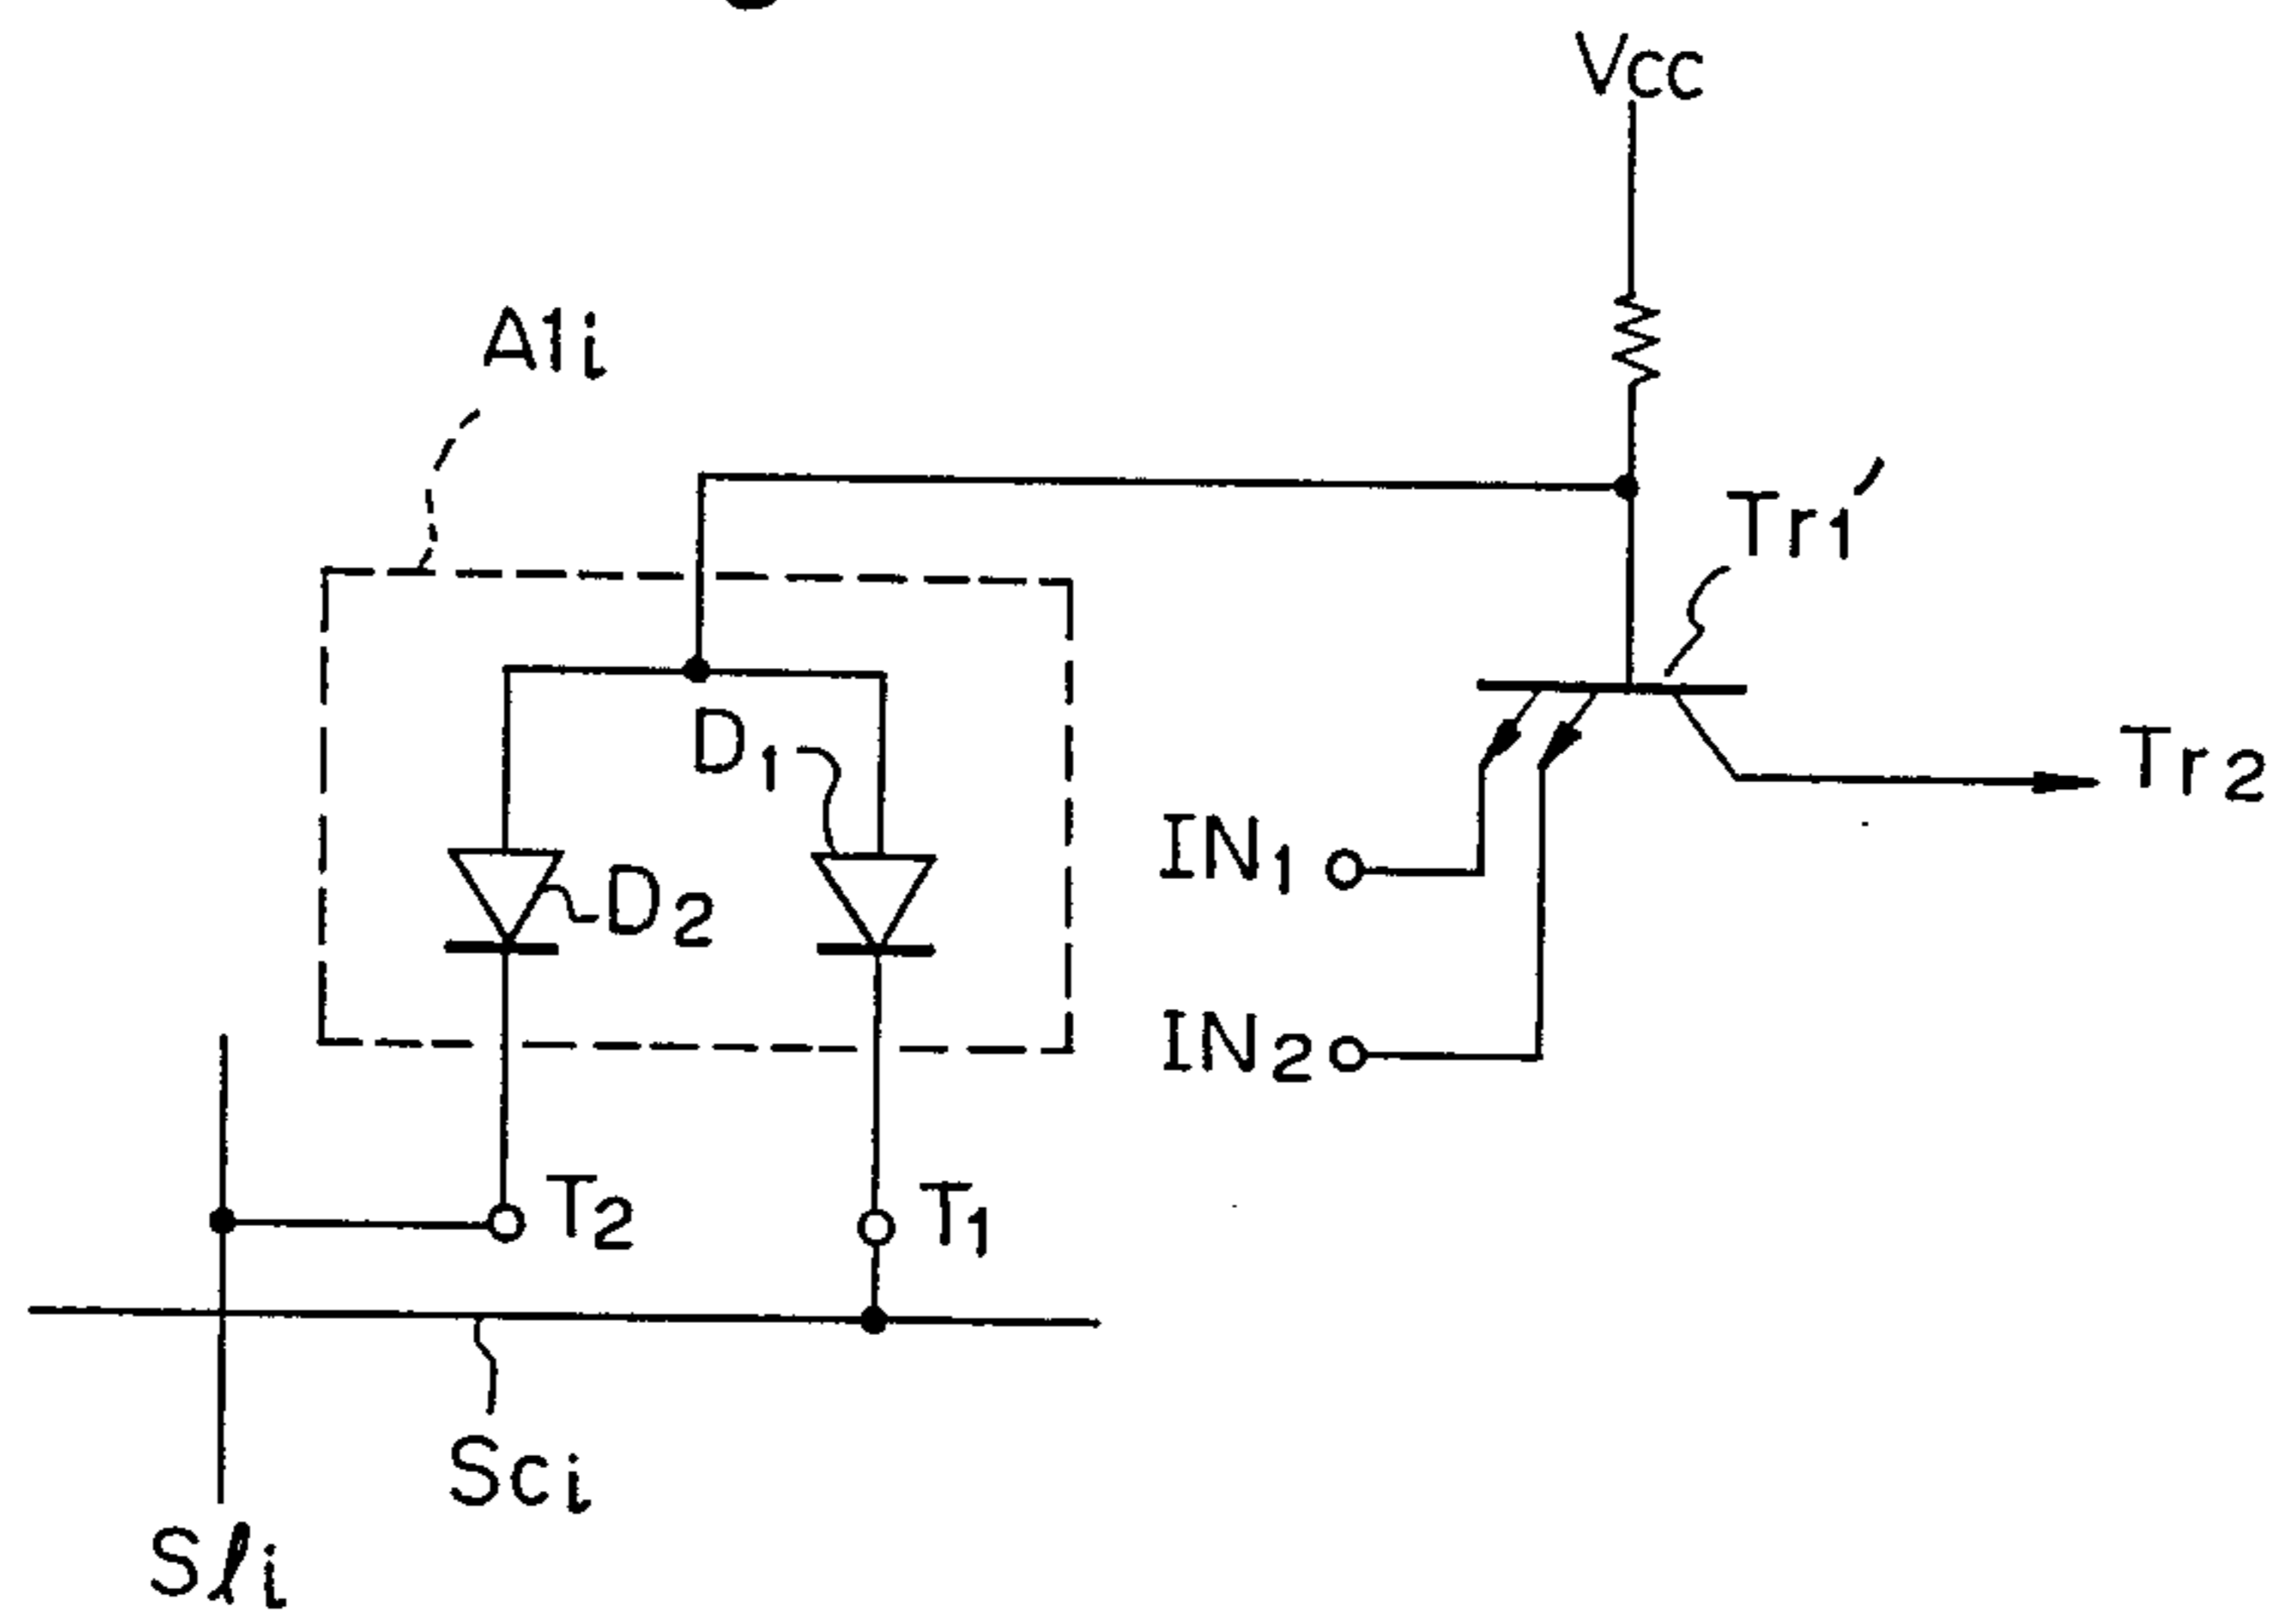 Vcc
A1i
Tr1′
D1
Tr2
IN1
D2
IN2
T2
T1
Sci
Sℓi